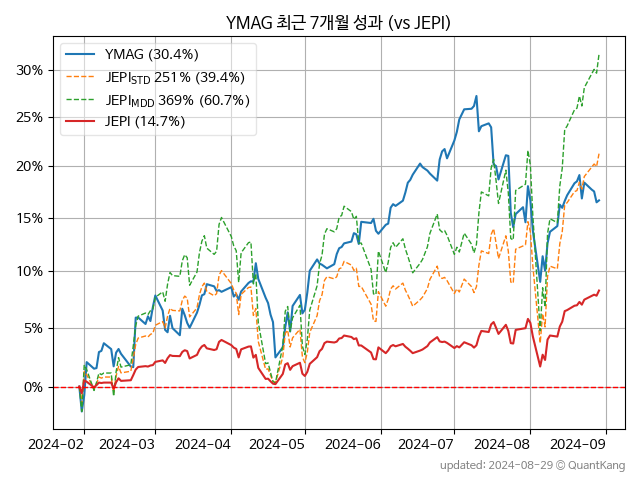 YMAG 최근 7개월 성과 (vs JEPI)
YMAG (30.4%)
JEPI_STD 251% (39.4%)
JEPI_MDD 369% (60.7%)
JEPI (14.7%)
30%
25%
20%
15%
10%
5%
0%
2024-02 2024-03 2024-04 2024-05 2024-06 2024-07 2024-08 2024-09
updated: 2024-08-29 © QuantKang